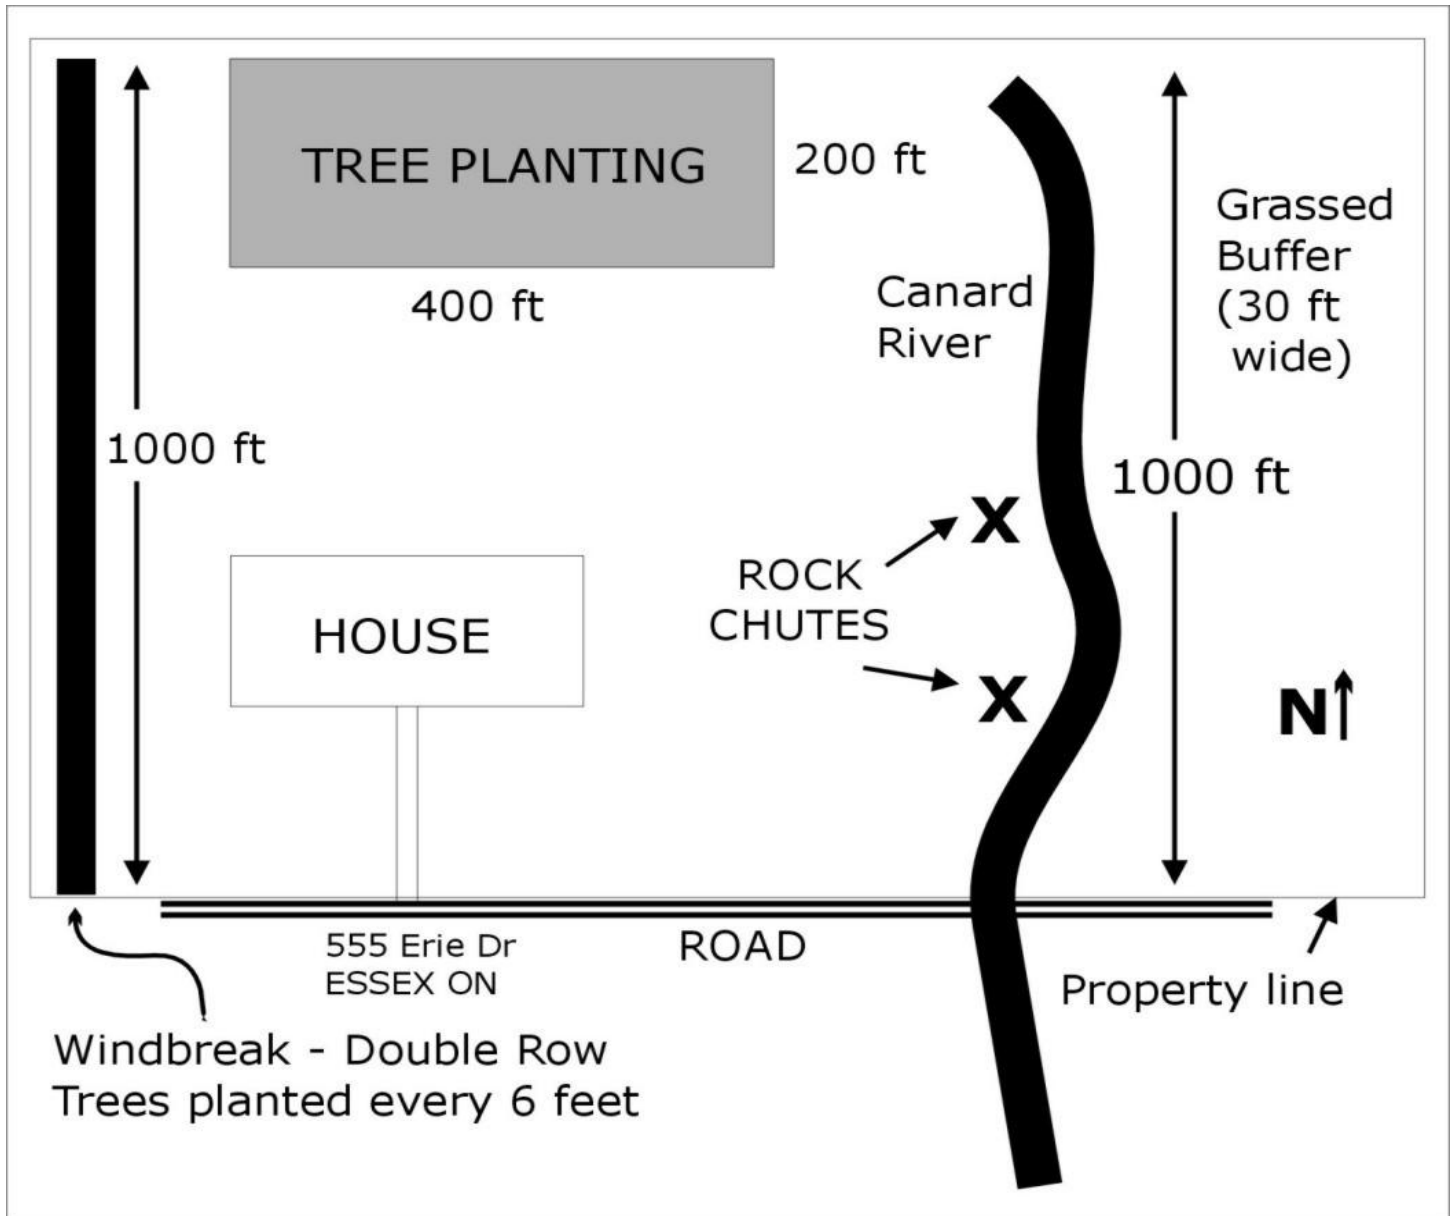 TREE PLANTING
200 ft
400 ft
Grassed
Buffer
(30 ft
wide)
Canard
River
1000 ft
1000 ft
X
ROCK
CHUTES
HOUSE
X
N
555 Erie Dr
ESSEX ON
ROAD
Property line
Windbreak - Double Row
Trees planted every 6 feet